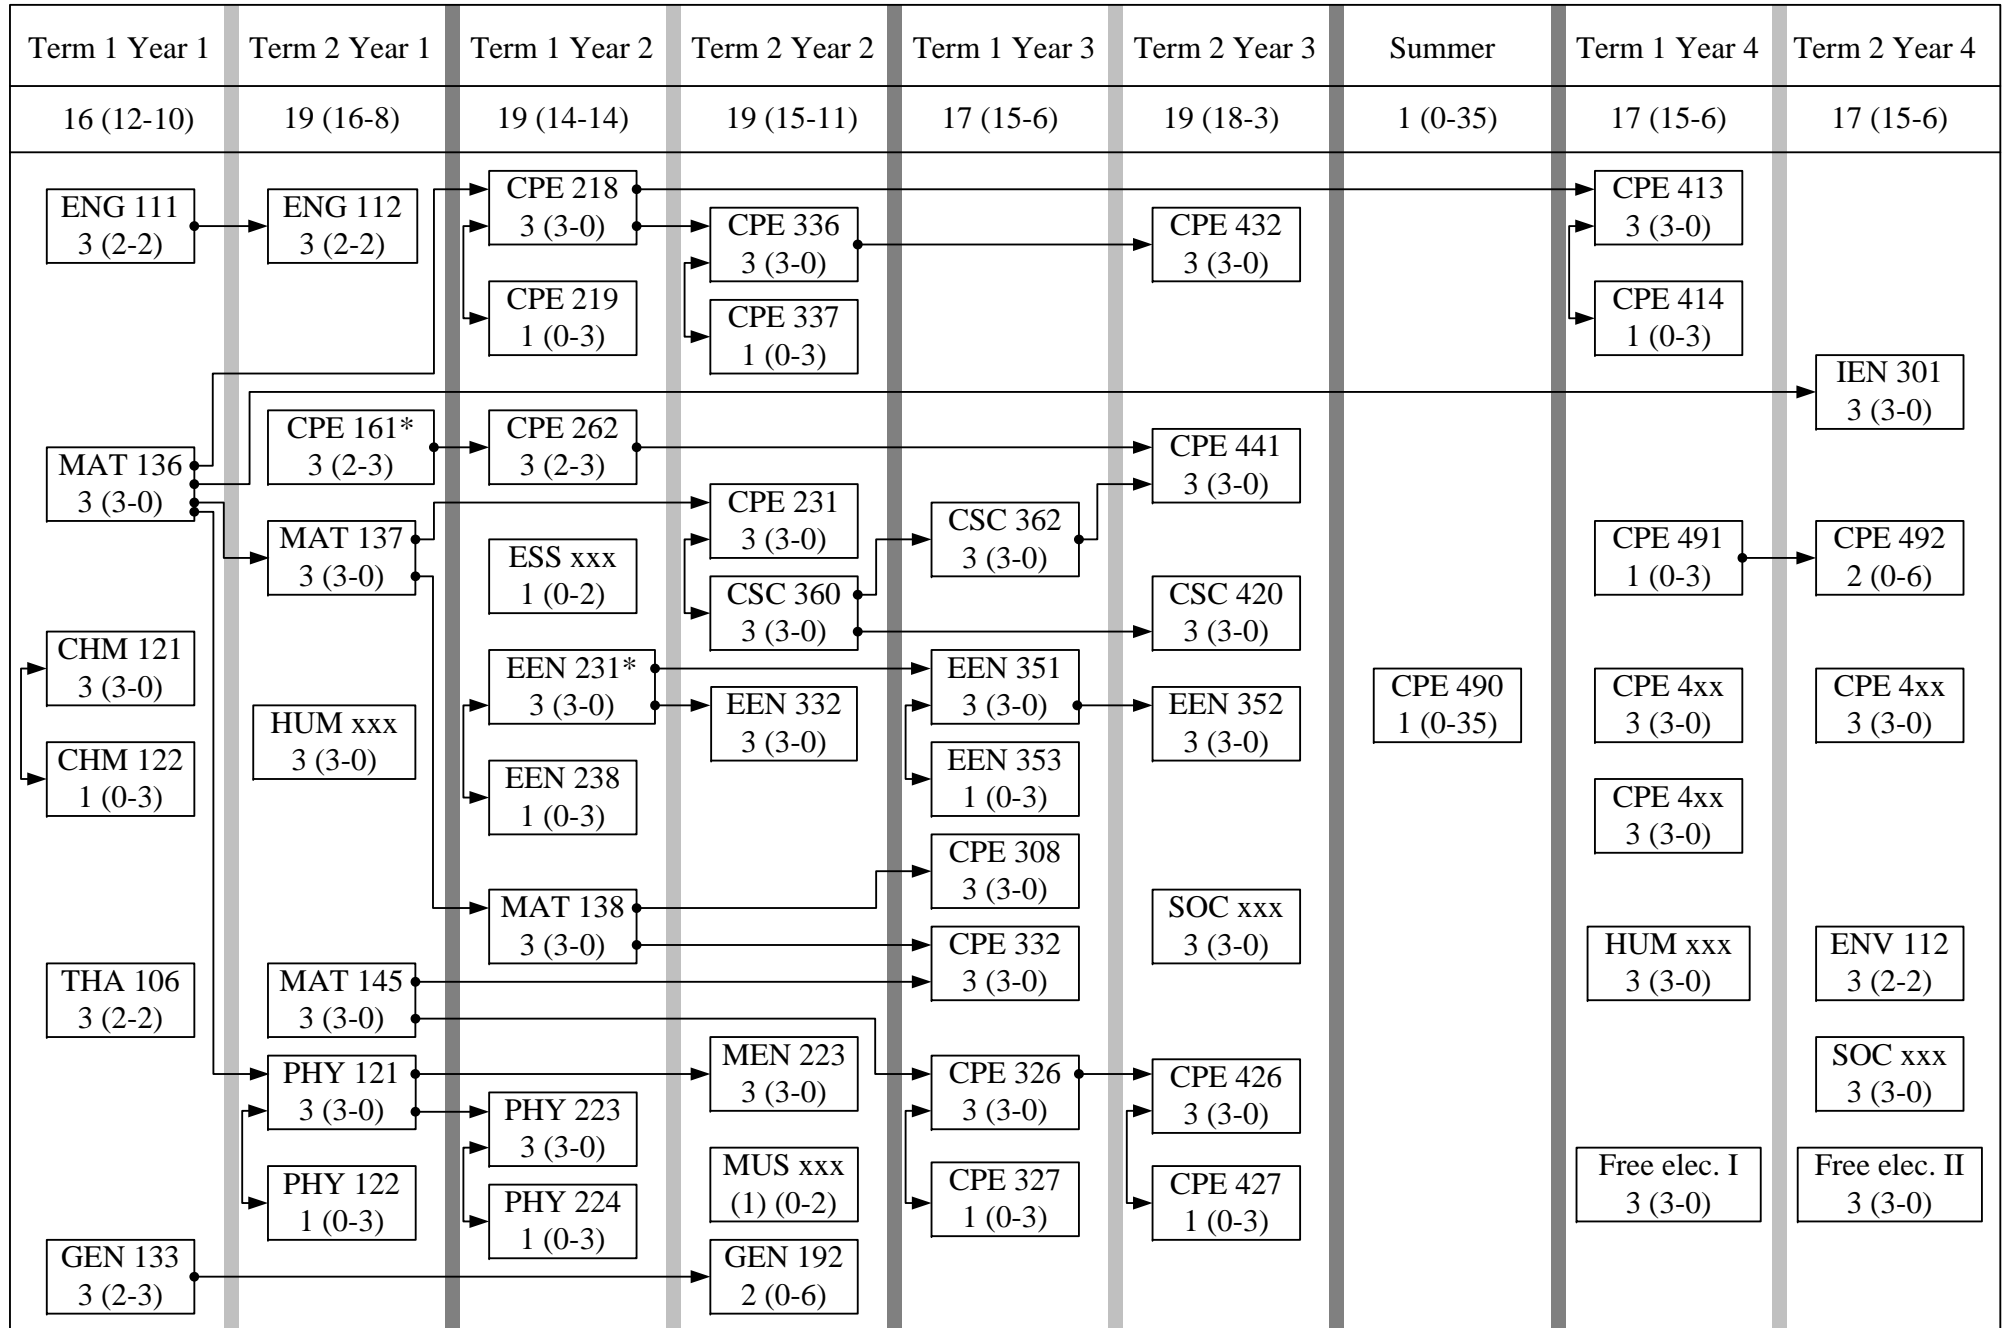 Term 1 Year 1
Term 2 Year 1
Term 1 Year 2
Term 2 Year 2
Term 1 Year 3
Term 2 Year 3
Summer
Term 1 Year 4
Term 2 Year 4
16 (12-10)
19 (16-8)
19 (14-14)
19 (15-11)
17 (15-6)
19 (18-3)
1 (0-35)
17 (15-6)
17 (15-6)
ENG 111
3 (2-2)
MAT 136
3 (3-0)
CHM 121
3 (3-0)
CHM 122
1 (0-3)
THA 106
3 (2-2)
GEN 133
3 (2-3)
ENG 112
3 (2-2)
CPE 161*
3 (2-3)
MAT 137
3 (3-0)
HUM xxx
3 (3-0)
MAT 145
3 (3-0)
PHY 121
3 (3-0)
PHY 122
1 (0-3)
CPE 218
3 (3-0)
CPE 219
1 (0-3)
CPE 262
3 (2-3)
ESS xxx
1 (0-2)
EEN 231*
3 (3-0)
EEN 238
1 (0-3)
MAT 138
3 (3-0)
PHY 223
3 (3-0)
PHY 224
1 (0-3)
CPE 336
3 (3-0)
CPE 337
1 (0-3)
CPE 231
3 (3-0)
CSC 360
3 (3-0)
EEN 332
3 (3-0)
MEN 223
3 (3-0)
MUS xxx
(1) (0-2)
GEN 192
2 (0-6)
CSC 362
3 (3-0)
EEN 351
3 (3-0)
EEN 353
1 (0-3)
CPE 308
3 (3-0)
CPE 332
3 (3-0)
CPE 326
3 (3-0)
CPE 327
1 (0-3)
CPE 432
3 (3-0)
CPE 441
3 (3-0)
CSC 420
3 (3-0)
EEN 352
3 (3-0)
SOC xxx
3 (3-0)
CPE 426
3 (3-0)
CPE 427
1 (0-3)
CPE 490
1 (0-35)
CPE 413
3 (3-0)
CPE 414
1 (0-3)
CPE 491
1 (0-3)
CPE 4xx
3 (3-0)
CPE 4xx
3 (3-0)
HUM xxx
3 (3-0)
Free elec. I
3 (3-0)
IEN 301
3 (3-0)
CPE 492
2 (0-6)
CPE 4xx
3 (3-0)
ENV 112
3 (2-2)
SOC xxx
3 (3-0)
Free elec. II
3 (3-0)